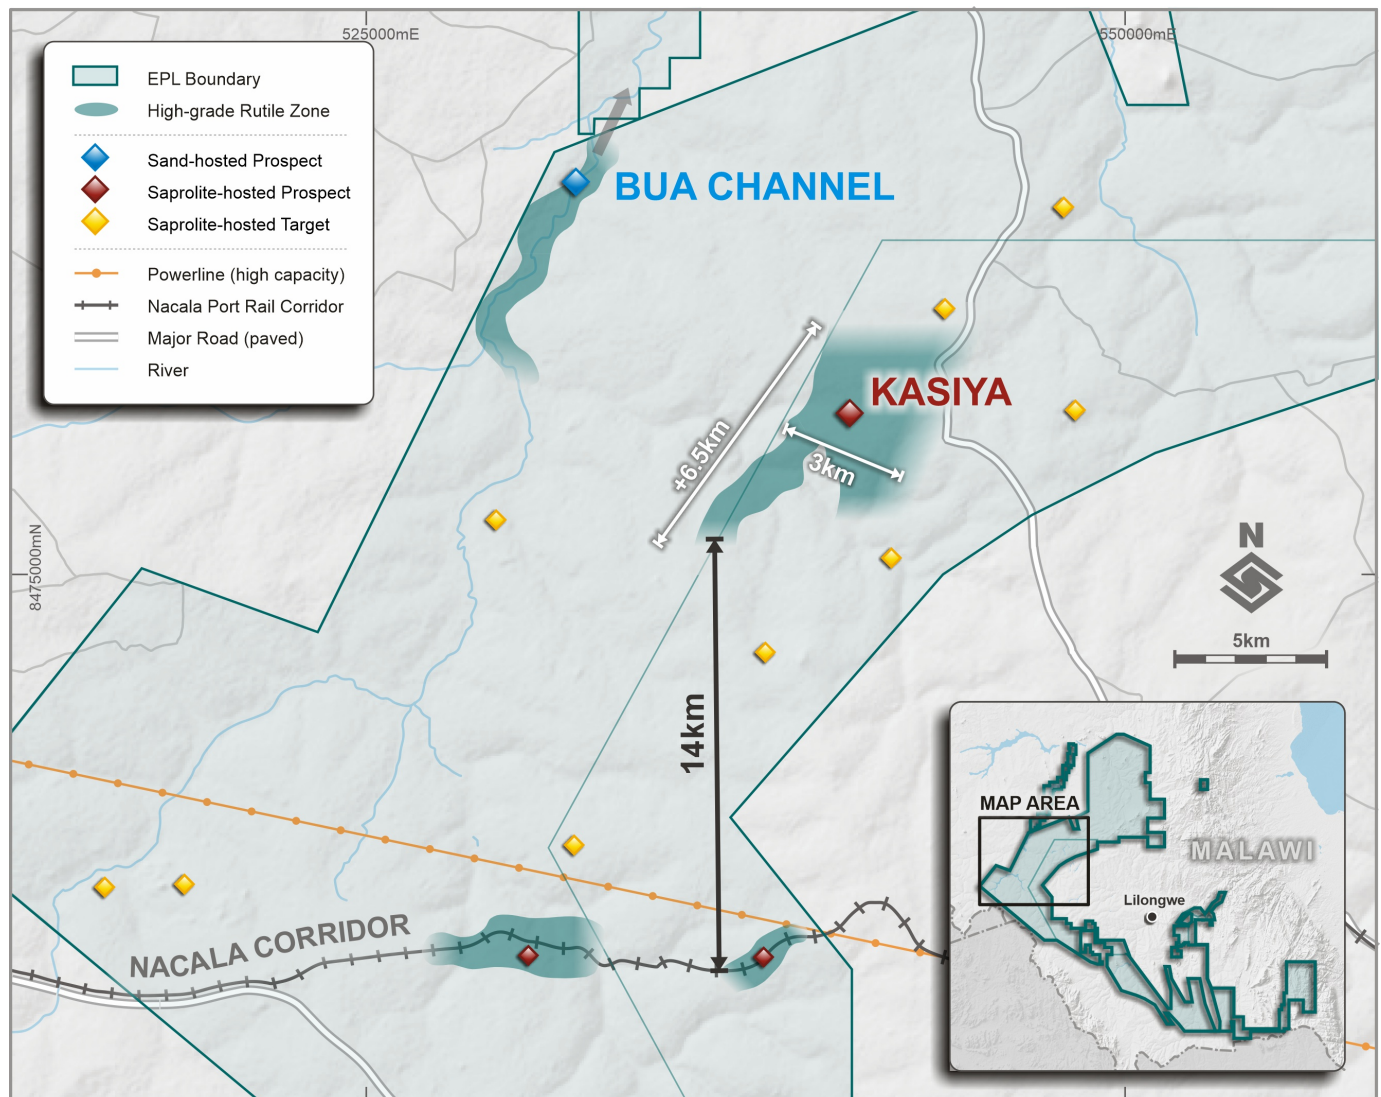 525000mE
550000mE
EPL Boundary
High-grade Rutile Zone
Sand-hosted Prospect
Saprolite-hosted Prospect
Saprolite-hosted Target
Powerline (high capacity)
Nacala Port Rail Corridor
Major Road (paved)
River
BUA CHANNEL
KASIYA
+6.5km
3km
8475000mN
N
5km
14km
MAP AREA
MALAWI
Lilongwe
NACALA CORRIDOR